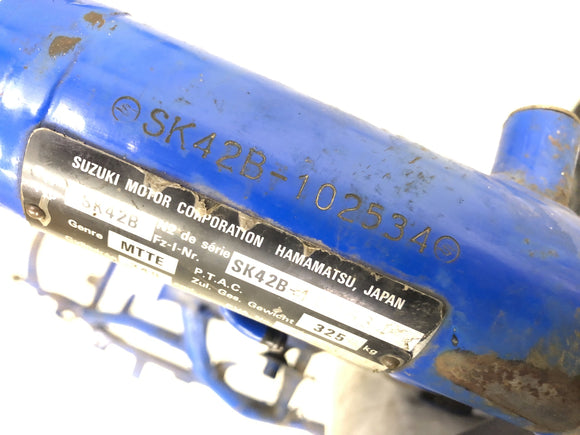 SK42B-102534
SUZUKI MOTOR CORPORATION HAMAMATSU, JAPAN
SK42B Nº de série SK42B-
Fz-I-Nr.
Genre MTTE P.T.A.C. 325 kg
Zul. Ges. Gewicht